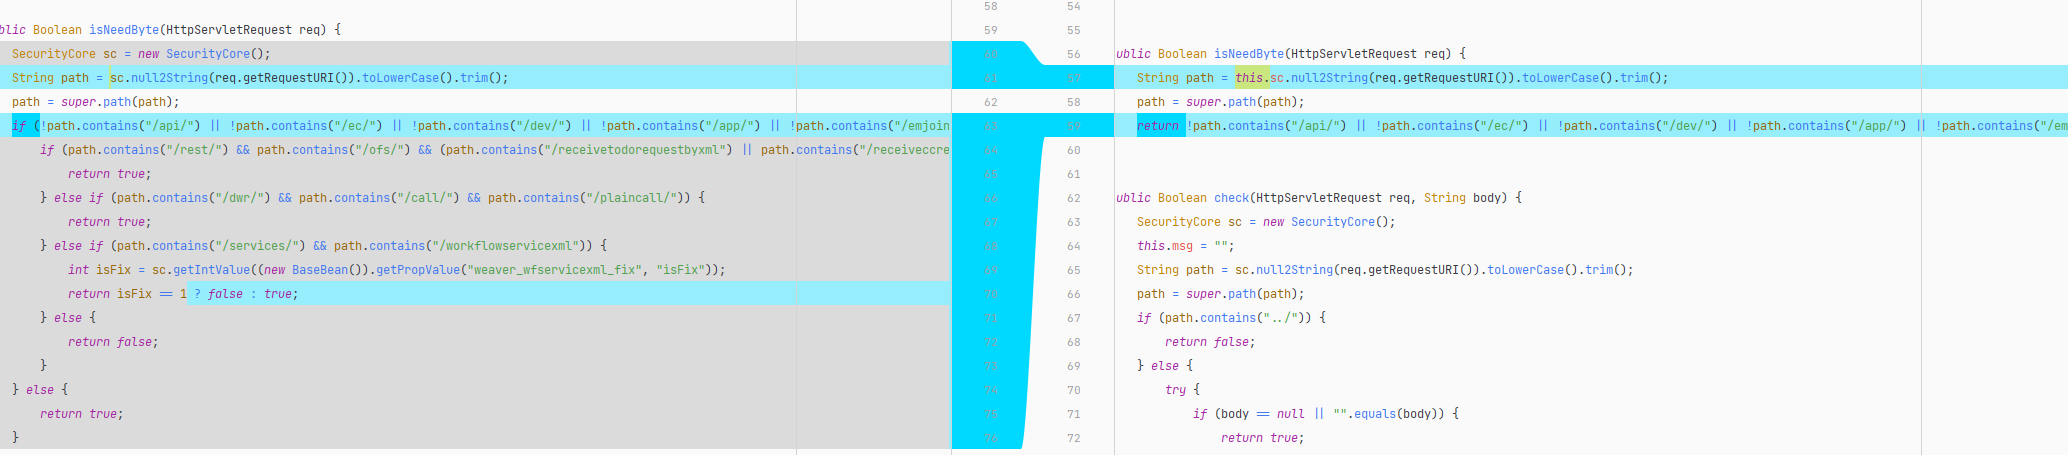 blic Boolean isNeedByte(HttpServletRequest req) {
SecurityCore sc = new SecurityCore();
String path = sc.null2String(req.getRequestURI()).toLowerCase().trim();
path = super.path(path);
if (!path.contains("/api/") || !path.contains("/ec/") || !path.contains("/dev/") || !path.contains("/app/") || !path.contains("/emjoin
if (path.contains("/rest/") && path.contains("/ofs/") && (path.contains("/receivetodorequestbyxml") || path.contains("/receiveccre
return true;
} else if (path.contains("/dwr/") && path.contains("/call/") && path.contains("/plaincall/")) {
return true;
} else if (path.contains("/services/") && path.contains("/workflowservicexml")) {
int isFix = sc.getIntValue((new BaseBean()).getPropValue("weaver_wfservicexml_fix", "isFix"));
return isFix == 1 ? false : true;
} else {
return false;
}
} else {
return true;
}
58 54
59 55
60 56
61 57
62 58
63 59
64 60
65 61
66 62
67 63
68 64
69 65
70 66
71 67
72 68
73 69
74 70
75 71
76 72
ublic Boolean isNeedByte(HttpServletRequest req) {
String path = this.sc.null2String(req.getRequestURI()).toLowerCase().trim();
path = super.path(path);
return !path.contains("/api/") || !path.contains("/ec/") || !path.contains("/dev/") || !path.contains("/app/") || !path.contains("/em
ublic Boolean check(HttpServletRequest req, String body) {
SecurityCore sc = new SecurityCore();
this.msg = "";
String path = sc.null2String(req.getRequestURI()).toLowerCase().trim();
path = super.path(path);
if (path.contains("../")) {
return false;
} else {
try {
if (body == null || "".equals(body)) {
return true;